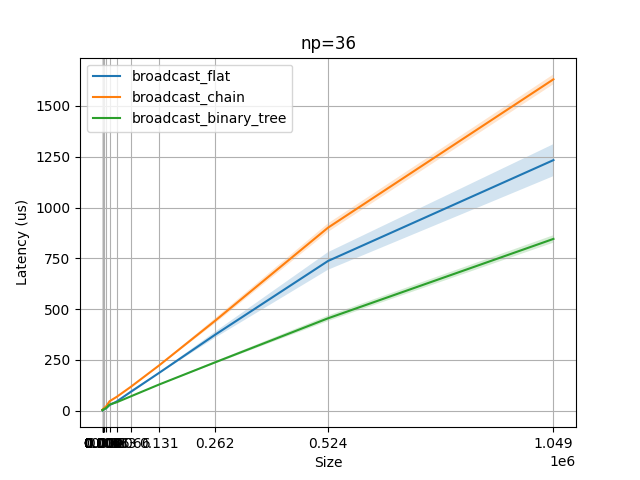 np=36
broadcast_flat
broadcast_chain
broadcast_binary_tree
1500
1250
1000
750
500
250
0
Latency (us)
0.131 0.262 0.524 1.049
Size
1e6